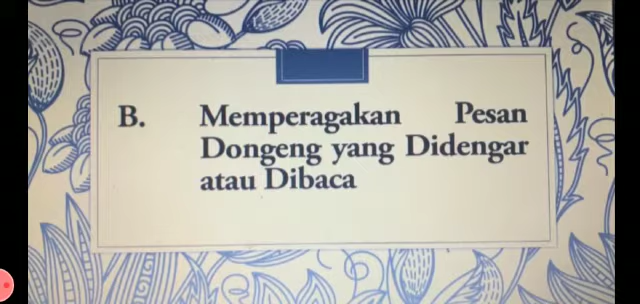 B. Memperagakan Pesan
Dongeng yang Didengar
atau Dibaca